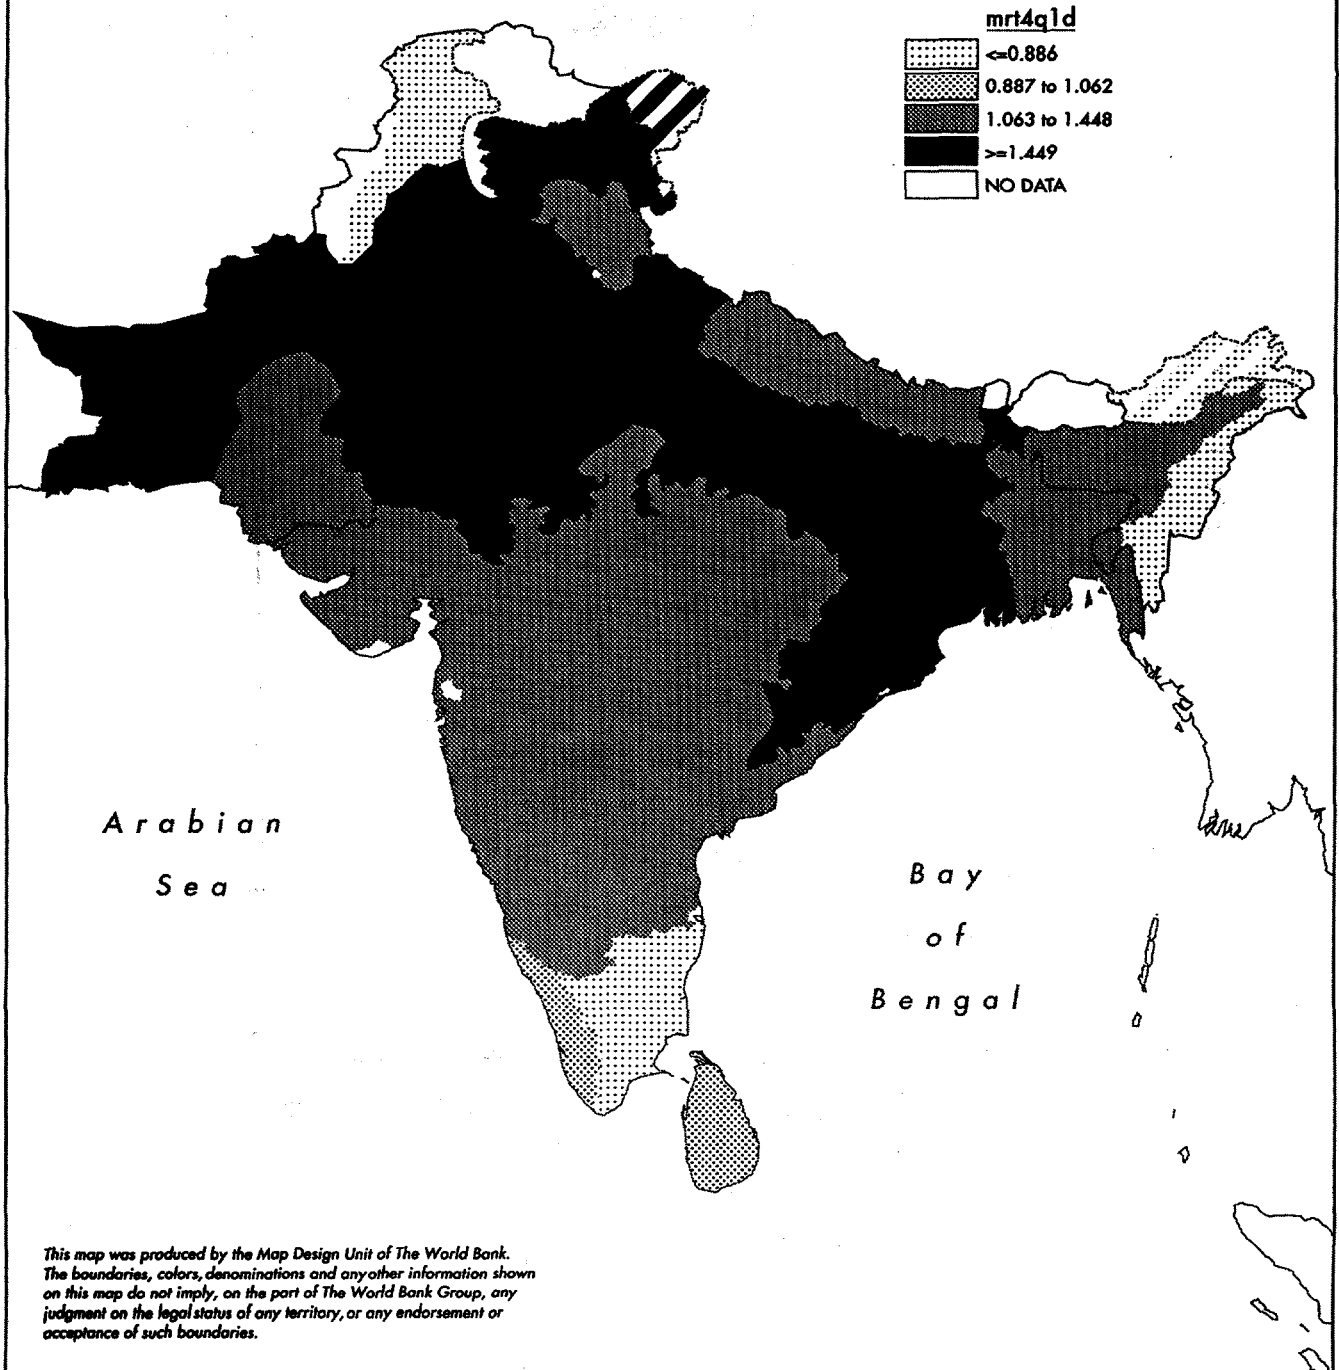 mrt4q1d
<=0.886
0.887 to 1.062
1.063 to 1.448
>=1.449
NO DATA
Arabian
Sea
Bay
of
Bengal
This map was produced by the Map Design Unit of The World Bank.
The boundaries, colors, denominations and anyother information shown
on this map do not imply, on the part of The World Bank Group, any
judgment on the legal status of any territory, or any endorsement or
acceptance of such boundaries.